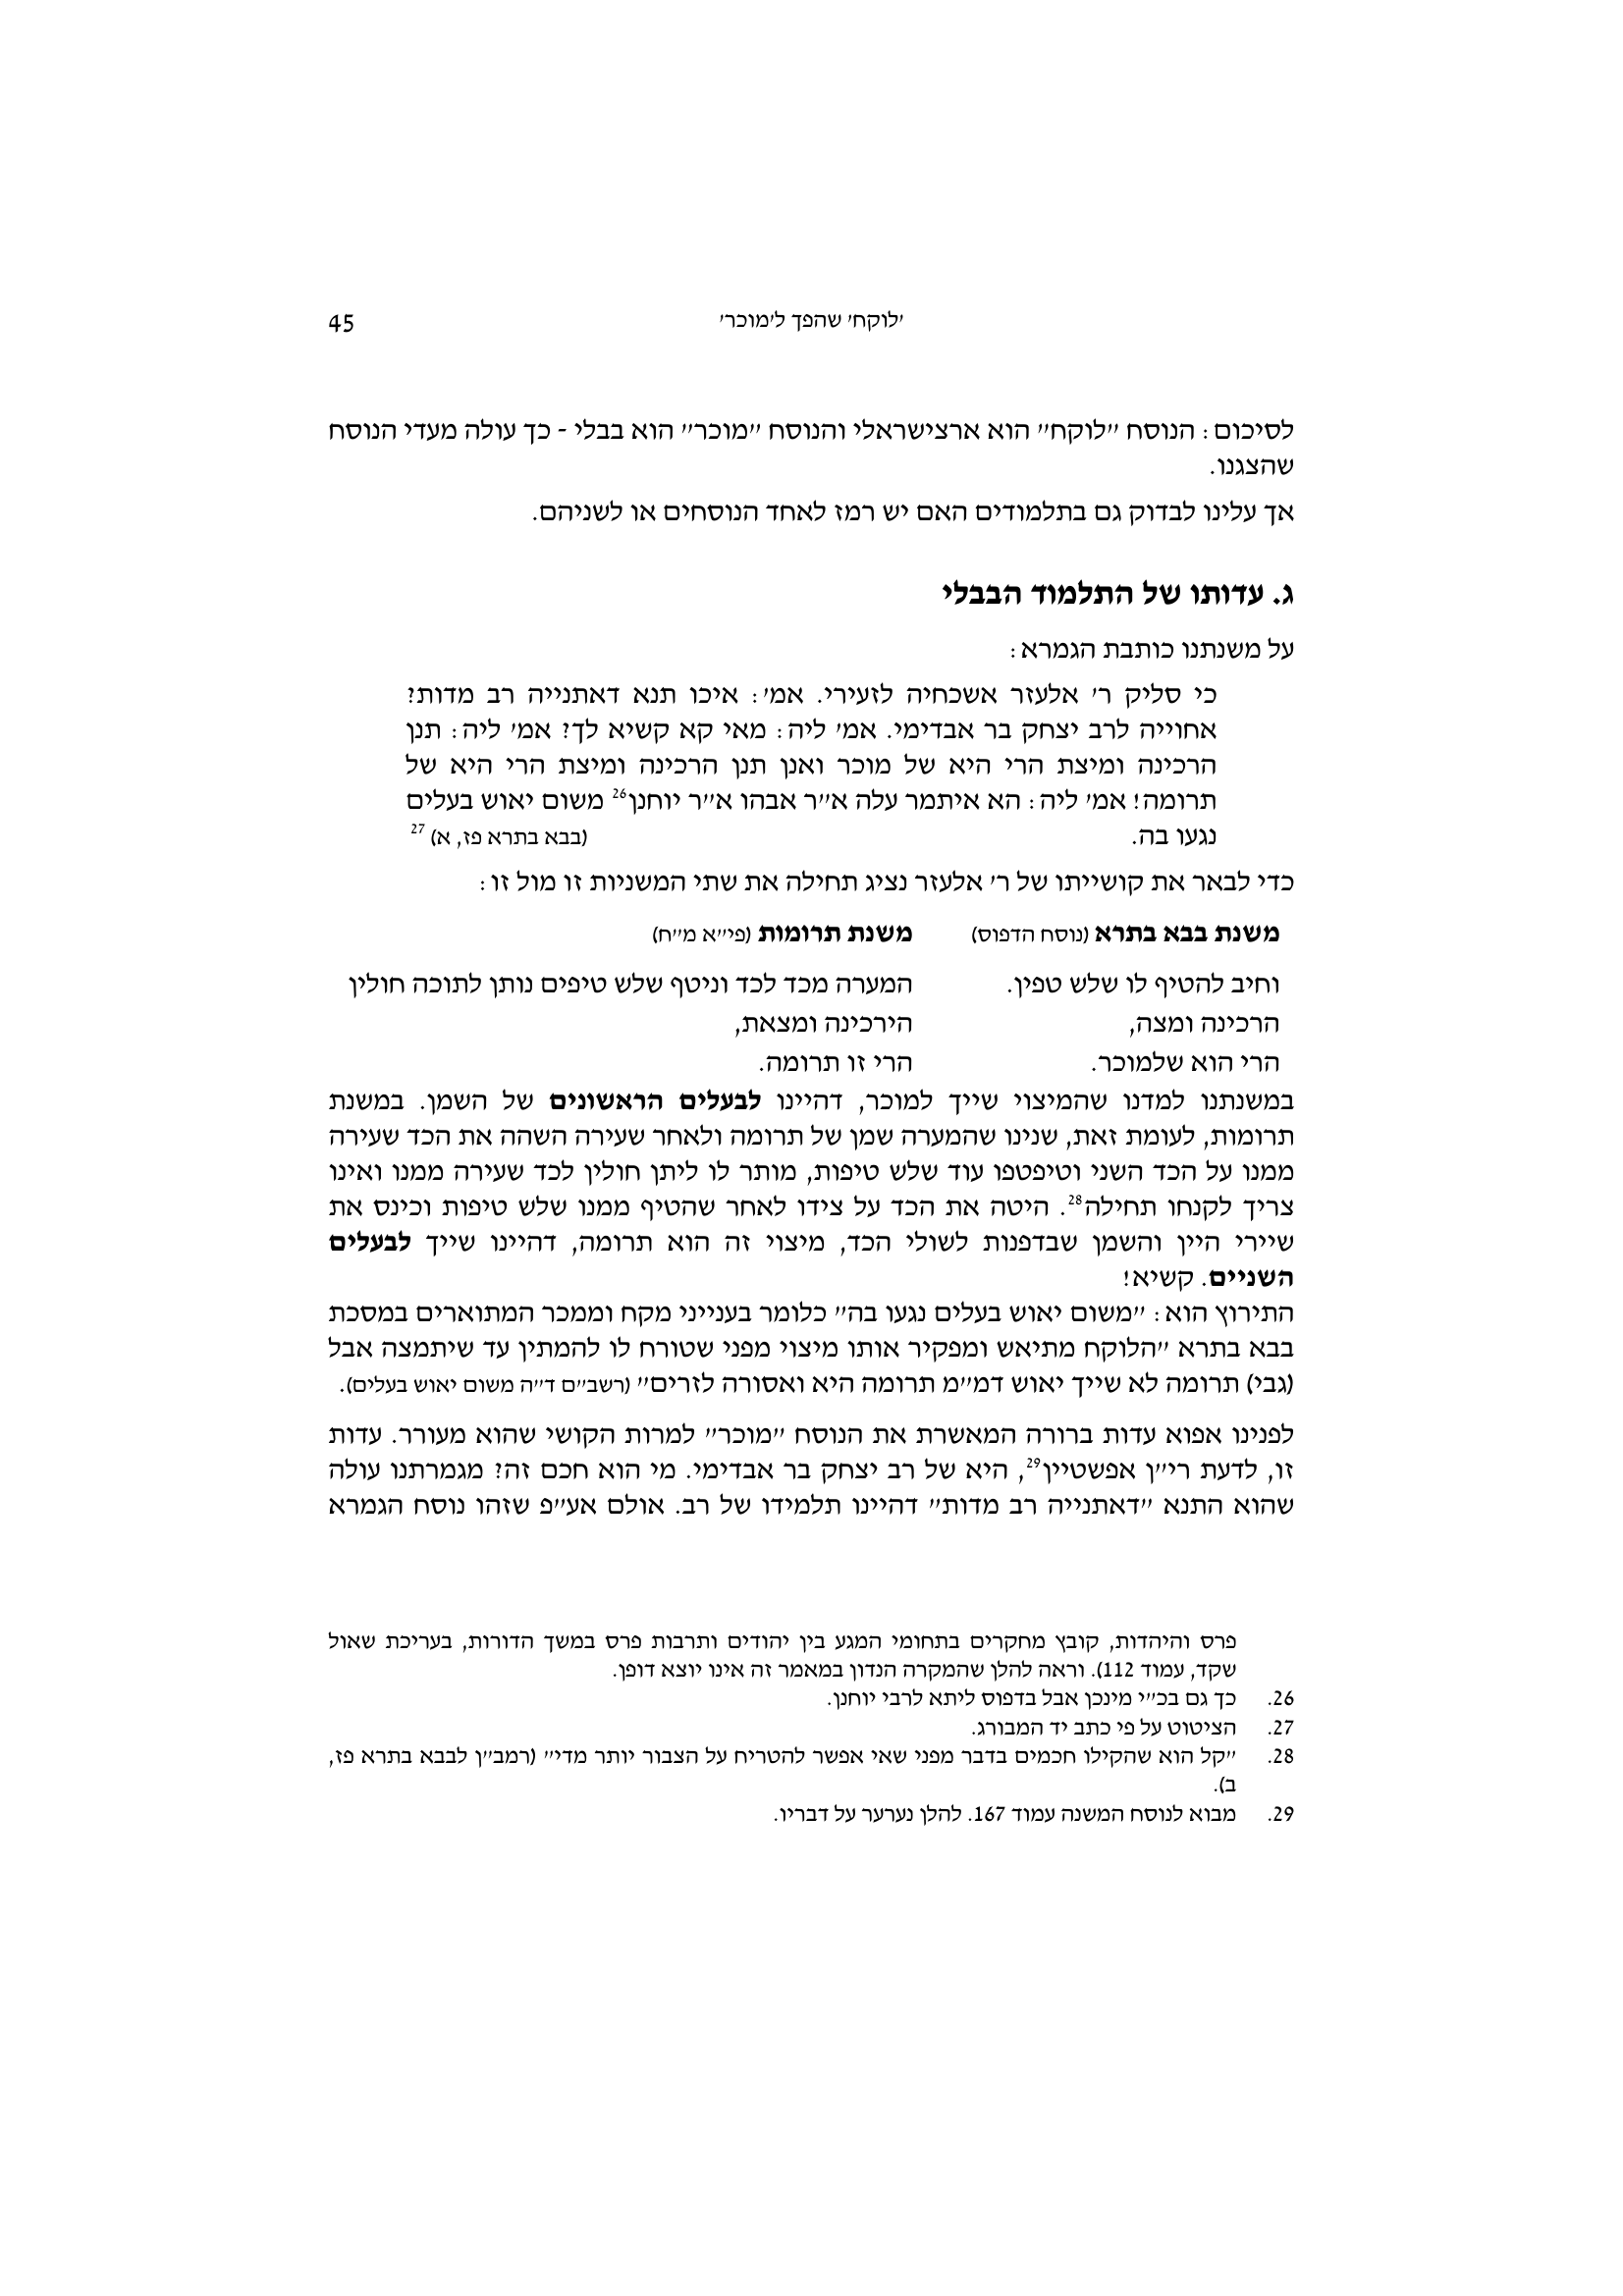 'לוקח' שהפך ל'מוכר' 45
לסיכום: הנוסח "לוקח" הוא ארצישראלי והנוסח "מוכר" הוא בבלי - כך עולה מעדי הנוסח
שהצגנו.
אך עלינו לבדוק גם בתלמודים האם יש רמז לאחד הנוסחים או לשניהם.
ג. עדותו של התלמוד הבבלי
על משנתנו כותבת הגמרא:
כי סליק ר' אלעזר אשכחיה לזעירי. אמ': איכו תנא דאתנייה רב מדות?
אחוייה לרב יצחק בר אבדימי. אמ' ליה: מאי קא קשיא לך? אמ' ליה: תנן
הרכינה ומיצת הרי היא של מוכר ואנן תנן הרכינה ומיצת הרי היא של
תרומה! אמ' ליה: הא איתמר עלה א"ר אבהו א"ר יוחנן26 משום יאוש בעלים
נגעו בה. (בבא בתרא פז, א) 27
כדי לבאר את קושייתו של ר' אלעזר נציג תחילה את שתי המשניות זו מול זו:
משנת בבא בתרא (נוסח הדפוס) משנת תרומות (פי"א מ"ח)
וחיב להטיף לו שלש טפין. המערה מכד לכד וניטף שלש טיפים נותן לתוכה חולין
הרכינה ומצה, הירכינה ומצאת,
הרי הוא שלמוכר. הרי זו תרומה.
במשנתנו למדנו שהמיצוי שייך למוכר, דהיינו לבעלים הראשונים של השמן. במשנת
תרומות, לעומת זאת, שנינו שהמערה שמן של תרומה ולאחר שעירה השהה את הכד שעירה
ממנו על הכד השני וטיפטפו עוד שלש טיפות, מותר לו ליתן חולין לכד שעירה ממנו ואינו
צריך לקנחו תחילה28. היטה את הכד על צידו לאחר שהטיף ממנו שלש טיפות וכינס את
שיירי היין והשמן שבדפנות לשולי הכד, מיצוי זה הוא תרומה, דהיינו שייך לבעלים
השניים. קשיא!
התירוץ הוא: "משום יאוש בעלים נגעו בה" כלומר בענייני מקח וממכר המתוארים במסכת
בבא בתרא "הלוקח מתיאש ומפקיר אותו מיצוי מפני שטורח לו להמתין עד שיתמצה אבל
(גבי) תרומה לא שייך יאוש דמ"מ תרומה היא ואסורה לזרים" (רשב"ם ד"ה משום יאוש בעלים).
לפנינו אפוא עדות ברורה המאשרת את הנוסח "מוכר" למרות הקושי שהוא מעורר. עדות
זו, לדעת רי"ן אפשטיין29, היא של רב יצחק בר אבדימי. מי הוא חכם זה? מגמרתנו עולה
שהוא התנא "דאתנייה רב מדות" דהיינו תלמידו של רב. אולם אע"פ שזהו נוסח הגמרא
פרס והיהדות, קובץ מחקרים בתחומי המגע בין יהודים ותרבות פרס במשך הדורות, בעריכת שאול
שקד, עמוד 112). וראה להלן שהמקרה הנדון במאמר זה אינו יוצא דופן.
26. כך גם בכ"י מינכן אבל בדפוס ליתא לרבי יוחנן.
27. הציטוט על פי כתב יד המבורג.
28. "קל הוא שהקילו חכמים בדבר מפני שאי אפשר להטריח על הצבור יותר מדי" (רמב"ן לבבא בתרא פז,
ב).
29. מבוא לנוסח המשנה עמוד 167. להלן נערער על דבריו.